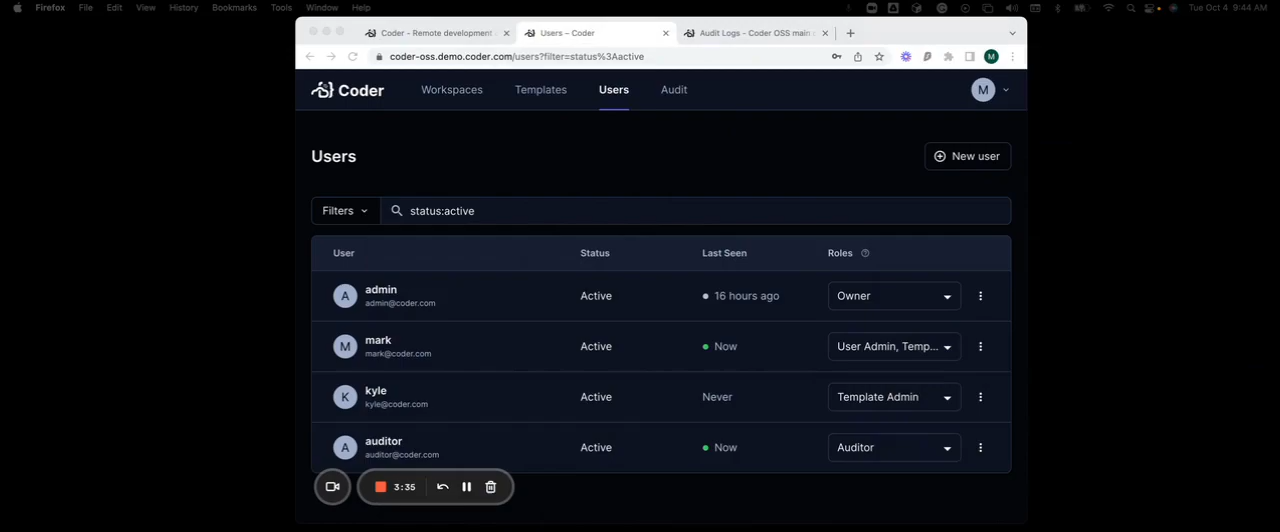 Firefox File Edit View History Bookmarks Tools Window Help Tue Oct 4 9:44 AM
Coder - Remote development Users – Coder Audit Logs - Coder OSS main
coder-oss.demo.coder.com/users?filter=status%3Aactive M
Coder Workspaces Templates Users Audit M
Users New user
Filters status:active
User Status Last Seen Roles
A admin Active 16 hours ago Owner
admin@coder.com
M mark Active Now User Admin, Temp...
mark@coder.com
K kyle Active Never Template Admin
kyle@coder.com
A auditor Active Now Auditor
auditor@coder.com
3:35